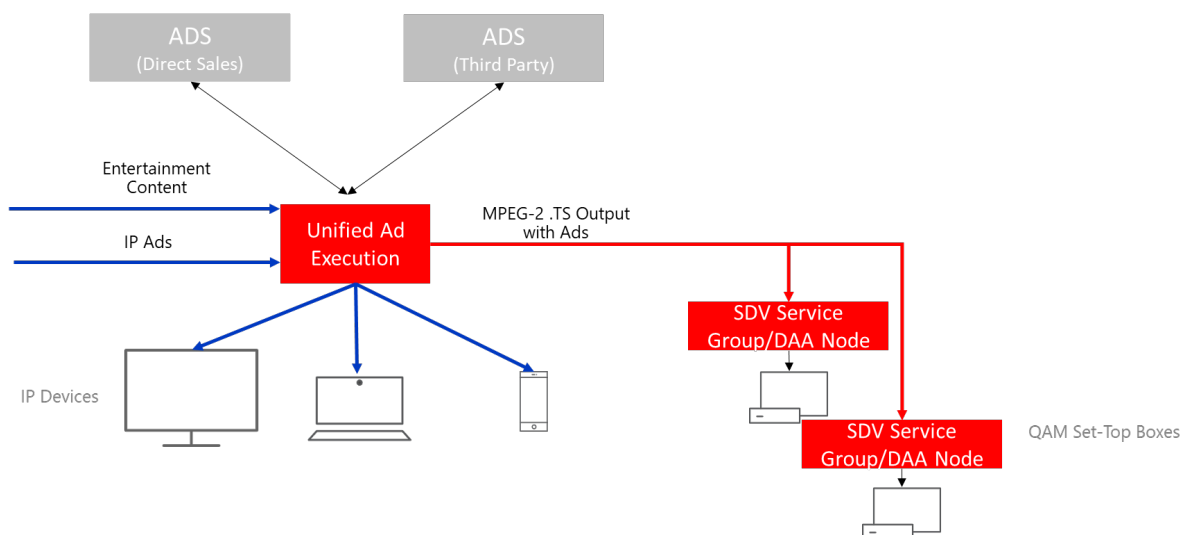 ADS
(Direct Sales)
ADS
(Third Party)
Entertainment
Content
IP Ads
Unified Ad
Execution
MPEG-2 .TS Output
with Ads
SDV Service
Group/DAA Node
IP Devices
SDV Service
Group/DAA Node
QAM Set-Top Boxes